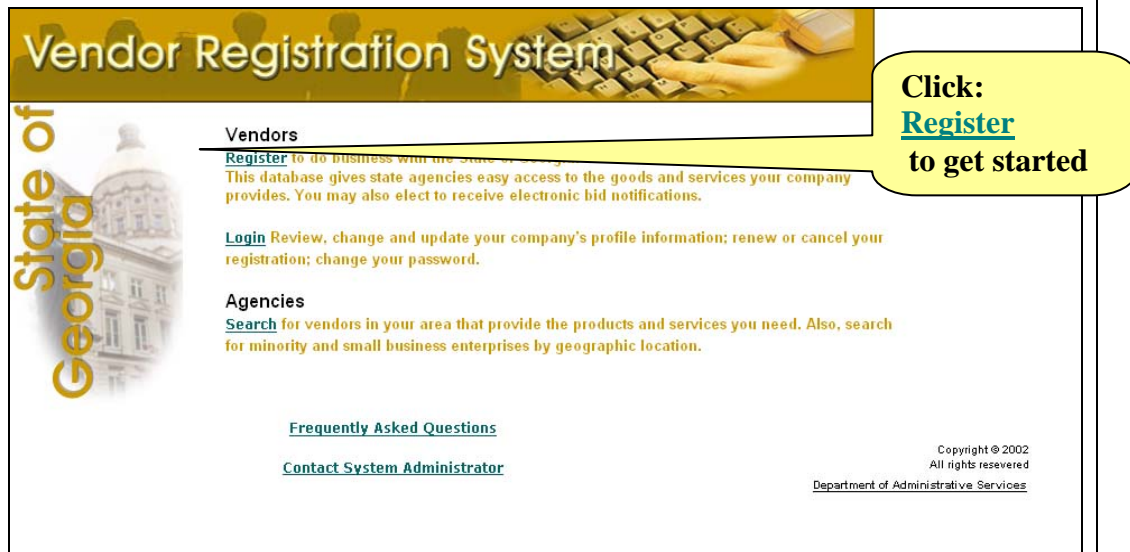 Vendor Registration System
Click:
Register
to get started
State of
Georgia
Vendors
Register to do business with the State of
This database gives state agencies easy access to the goods and services your company
provides. You may also elect to receive electronic bid notifications.
Login Review, change and update your company's profile information; renew or cancel your
registration; change your password.
Agencies
Search for vendors in your area that provide the products and services you need. Also, search
for minority and small business enterprises by geographic location.
Frequently Asked Questions
Contact System Administrator
Copyright © 2002
All rights resevered
Department of Administrative Services